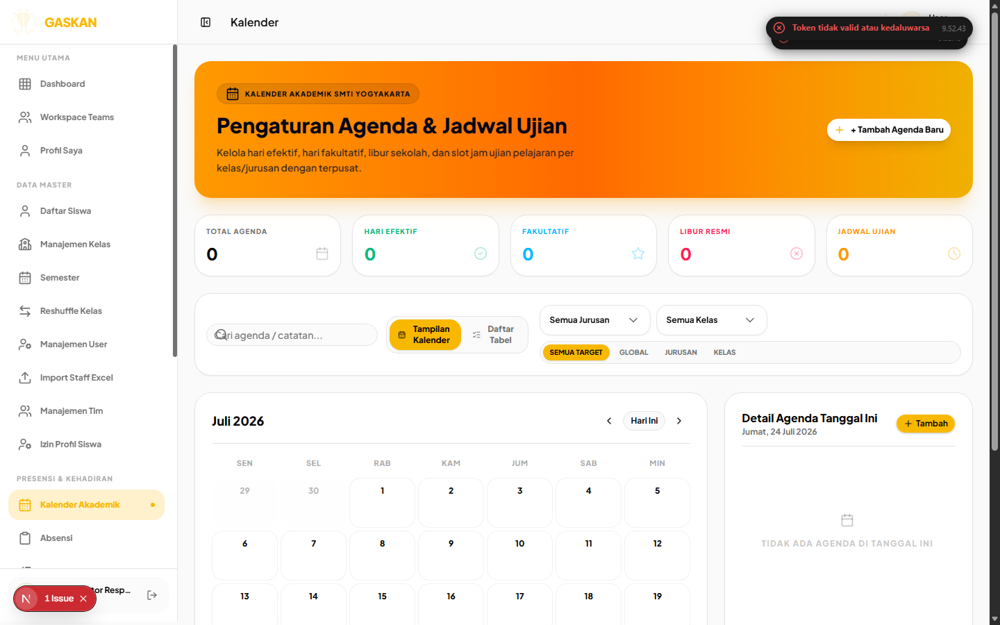 GASKAN
Kalender
Token tidak valid atau kedaluwarsa
9.52.43
MENU UTAMA
Dashboard
Workspace Teams
Profil Saya
DATA MASTER
Daftar Siswa
Manajemen Kelas
Semester
Reshuffle Kelas
Manajemen User
Import Staff Excel
Manajemen Tim
Izin Profil Siswa
PRESENSI & KEHADIRAN
Kalender Akademik
Absensi
tor Resp...
1 Issue
KALENDER AKADEMIK SMTI YOGYAKARTA
Pengaturan Agenda & Jadwal Ujian
Kelola hari efektif, hari fakultatif, libur sekolah, dan slot jam ujian pelajaran per
kelas/jurusan dengan terpusat.
+ Tambah Agenda Baru
TOTAL AGENDA
0
HARI EFEKTIF
0
FAKULTATIF
0
LIBUR RESMI
0
JADWAL UJIAN
0
Cari agenda / catatan...
Tampilan
Kalender
Daftar
Tabel
Semua Jurusan
Semua Kelas
SEMUA TARGET GLOBAL JURUSAN KELAS
Juli 2026
Hari Ini
SEN SEL RAB KAM JUM SAB MIN
29 30 1 2 3 4 5
6 7 8 9 10 11 12
13 14 15 16 17 18 19
Detail Agenda Tanggal Ini
Jumat, 24 Juli 2026
Tambah
TIDAK ADA AGENDA DI TANGGAL INI